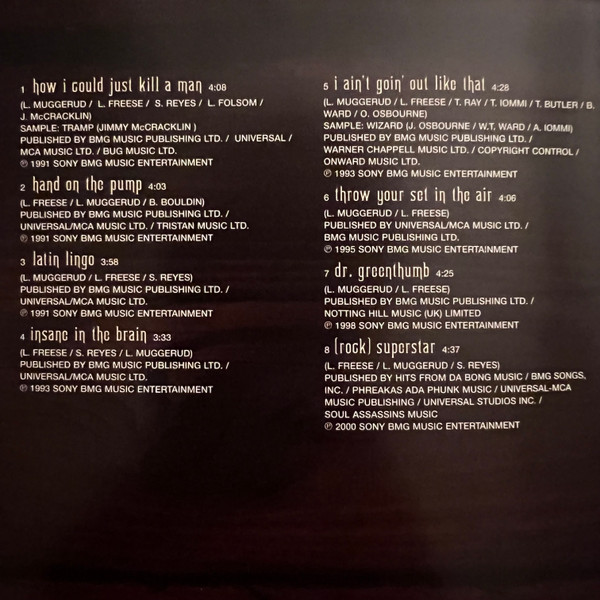 1 how i could just kill a man 4:08
(L. MUGGERUD / L. FREESE / S. REYES / L. FOLSOM /
J. McCRACKLIN)
SAMPLE: TRAMP (JIMMY McCRACKLIN )
PUBLISHED BY BMG MUSIC PUBLISHING LTD. / UNIVERSAL /
MCA MUSIC LTD. / BUG MUSIC LTD.
℗ 1991 SONY BMG MUSIC ENTERTAINMENT
2 hand on the pump 4:03
(L. FREESE / L. MUGGERUD / B. BOULDIN)
PUBLISHED BY BMG MUSIC PUBLISHING LTD. /
UNIVERSAL/MCA MUSIC LTD. / TRISTAN MUSIC LTD.
℗ 1991 SONY BMG MUSIC ENTERTAINMENT
3 latin lingo 3:58
(L. MUGGERUD / L. FREESE / S. REYES)
PUBLISHED BY BMG MUSIC PUBLISHING LTD. /
UNIVERSAL/MCA MUSIC LTD.
℗ 1991 SONY BMG MUSIC ENTERTAINMENT
4 insane in the brain 3:33
(L. FREESE / S. REYES / L. MUGGERUD)
PUBLISHED BY BMG MUSIC PUBLISHING LTD. /
UNIVERSAL/MCA MUSIC LTD.
℗ 1993 SONY BMG MUSIC ENTERTAINMENT
5 i ain't goin' out like that 4:28
(L. MUGGERUD / L. FREESE / T. RAY / T. IOMMI / T. BUTLER / B.
WARD / O. OSBOURNE)
SAMPLE: WIZARD (J. OSBOURNE / W.T. WARD / A. IOMMI)
PUBLISHED BY BMG MUSIC PUBLISHING LTD. /
WARNER CHAPPELL MUSIC LTD. / COPYRIGHT CONTROL /
ONWARD MUSIC LTD.
℗ 1993 SONY BMG MUSIC ENTERTAINMENT
6 throw your set in the air 4:06
(L. MUGGERUD / L. FREESE)
PUBLISHED BY UNIVERSAL/MCA MUSIC LTD. /
BMG MUSIC PUBLISHING LTD.
℗ 1995 SONY BMG MUSIC ENTERTAINMENT
7 dr. greenthumb 4:25
(L. MUGGERUD / L. FREESE)
PUBLISHED BY BMG MUSIC PUBLISHING LTD. /
NOTTING HILL MUSIC (UK) LIMITED
℗ 1998 SONY BMG MUSIC ENTERTAINMENT
8 (rock) superstar 4:37
(L. FREESE / L. MUGGERUD / S. REYES)
PUBLISHED BY HITS FROM DA BONG MUSIC / BMG SONGS,
INC. / PHREAKAS ADA PHUNK MUSIC / UNIVERSAL-MCA
MUSIC PUBLISHING / UNIVERSAL STUDIOS INC. /
SOUL ASSASSINS MUSIC
℗ 2000 SONY BMG MUSIC ENTERTAINMENT